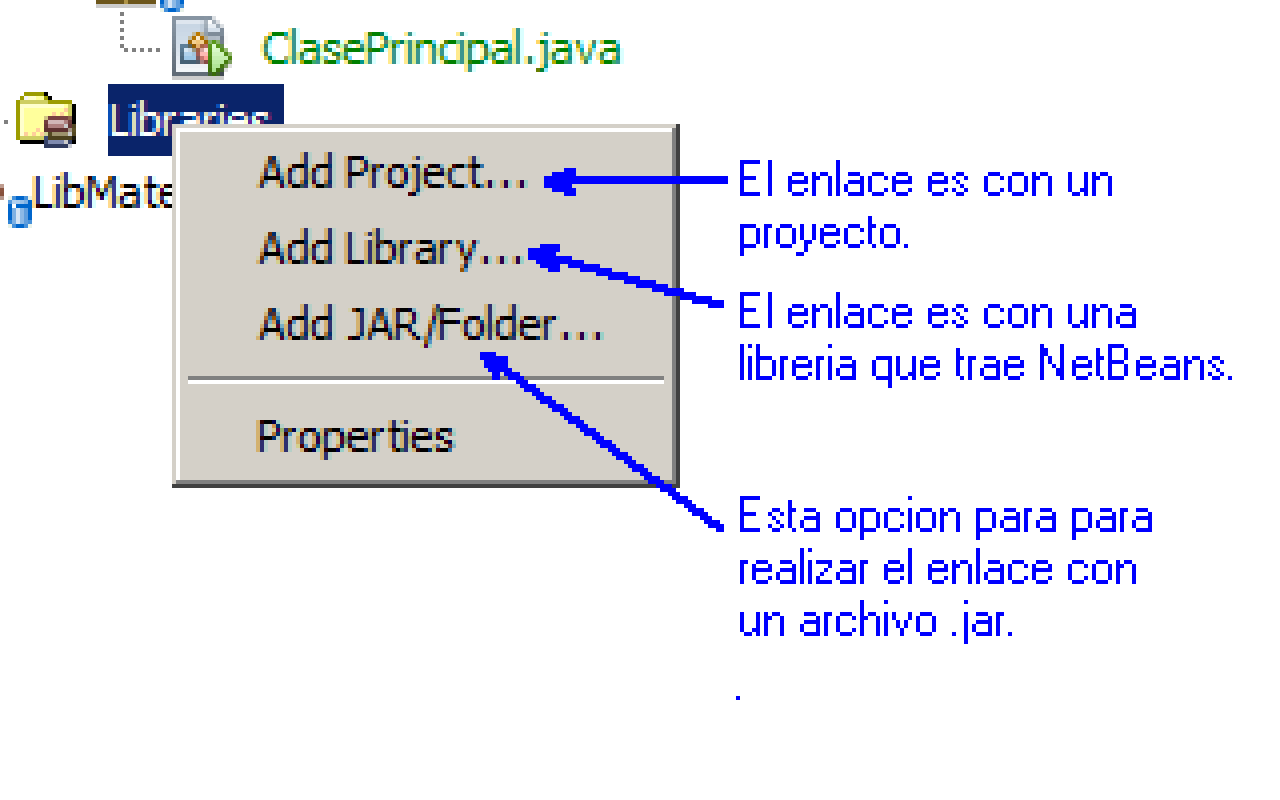 ClasePrincipal.java
Libraries
LibMate
Add Project...
Add Library...
Add JAR/Folder...
Properties
El enlace es con un
proyecto.
El enlace es con una
libreria que trae NetBeans.
Esta opcion para para
realizar el enlace con
un archivo .jar.
.